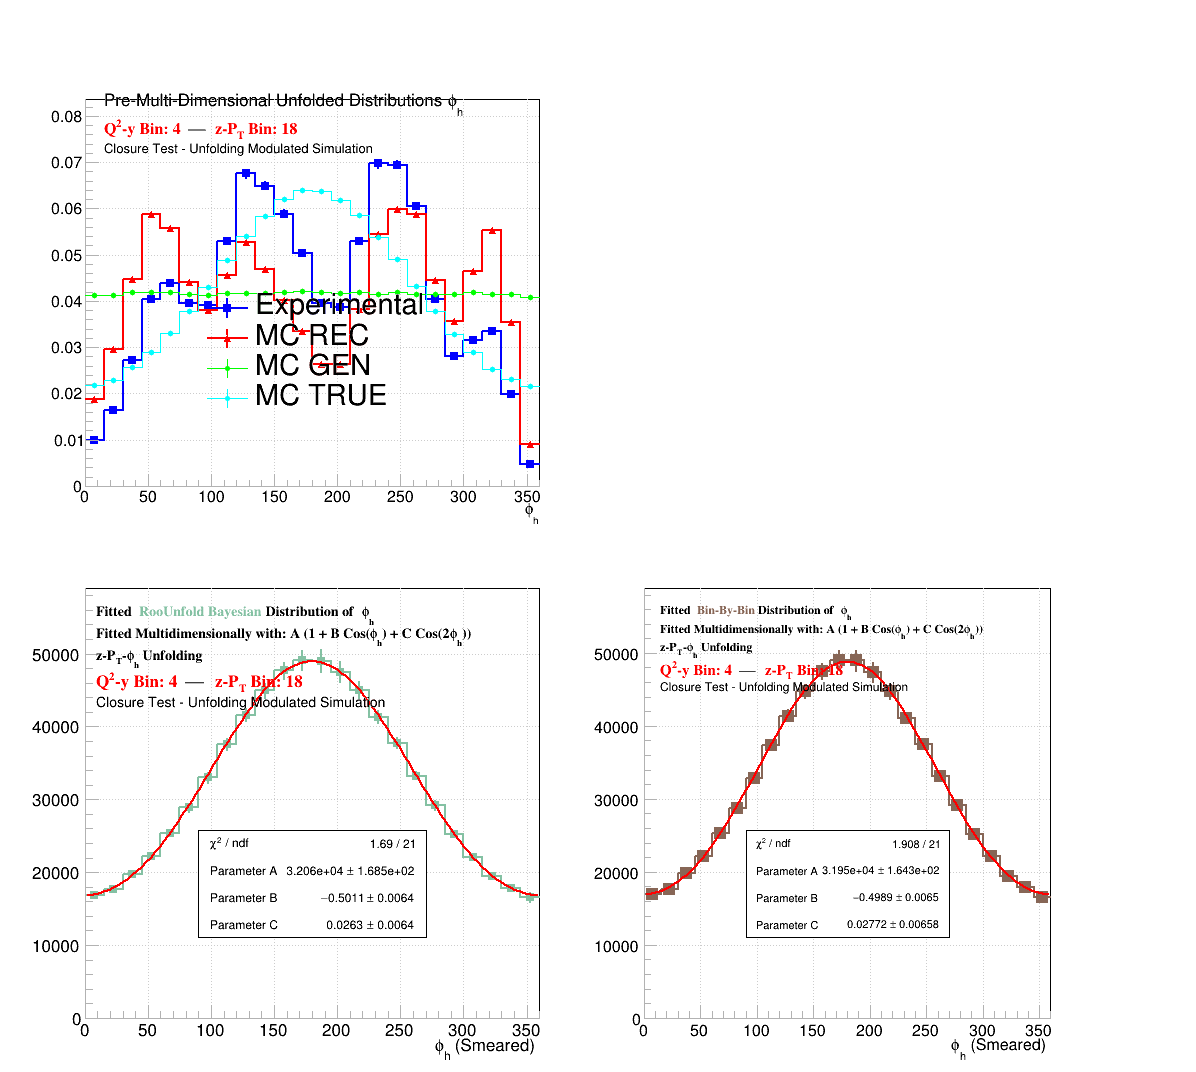 Pre-Multi-Dimensional Unfolded Distributions ϕh
Q²-y Bin: 4 — z-PT Bin: 18
Closure Test - Unfolding Modulated Simulation
0.08
0.07
0.06
0.05
0.04
0.03
0.02
0.01
0
Experimental
MC REC
MC GEN
MC TRUE
0 50 100 150 200 250 300 350
ϕh
Fitted RooUnfold Bayesian Distribution of ϕh
Fitted Multidimensionally with: A (1 + B Cos(ϕh) + C Cos(2ϕh))
z-PT-ϕh Unfolding
Q²-y Bin: 4 — z-PT Bin: 18
Closure Test - Unfolding Modulated Simulation
50000
40000
30000
20000
10000
0
χ² / ndf 1.69 / 21
Parameter A 3.206e+04 ± 1.685e+02
Parameter B −0.5011 ± 0.0064
Parameter C 0.0263 ± 0.0064
0 50 100 150 200 250 300 350
ϕh (Smeared)
Fitted Bin-By-Bin Distribution of ϕh
Fitted Multidimensionally with: A (1 + B Cos(ϕh) + C Cos(2ϕh))
z-PT-ϕh Unfolding
Q²-y Bin: 4 — z-PT Bin: 18
Closure Test - Unfolding Modulated Simulation
50000
40000
30000
20000
10000
0
χ² / ndf 1.908 / 21
Parameter A 3.195e+04 ± 1.643e+02
Parameter B −0.4989 ± 0.0065
Parameter C 0.02772 ± 0.00658
0 50 100 150 200 250 300 350
ϕh (Smeared)